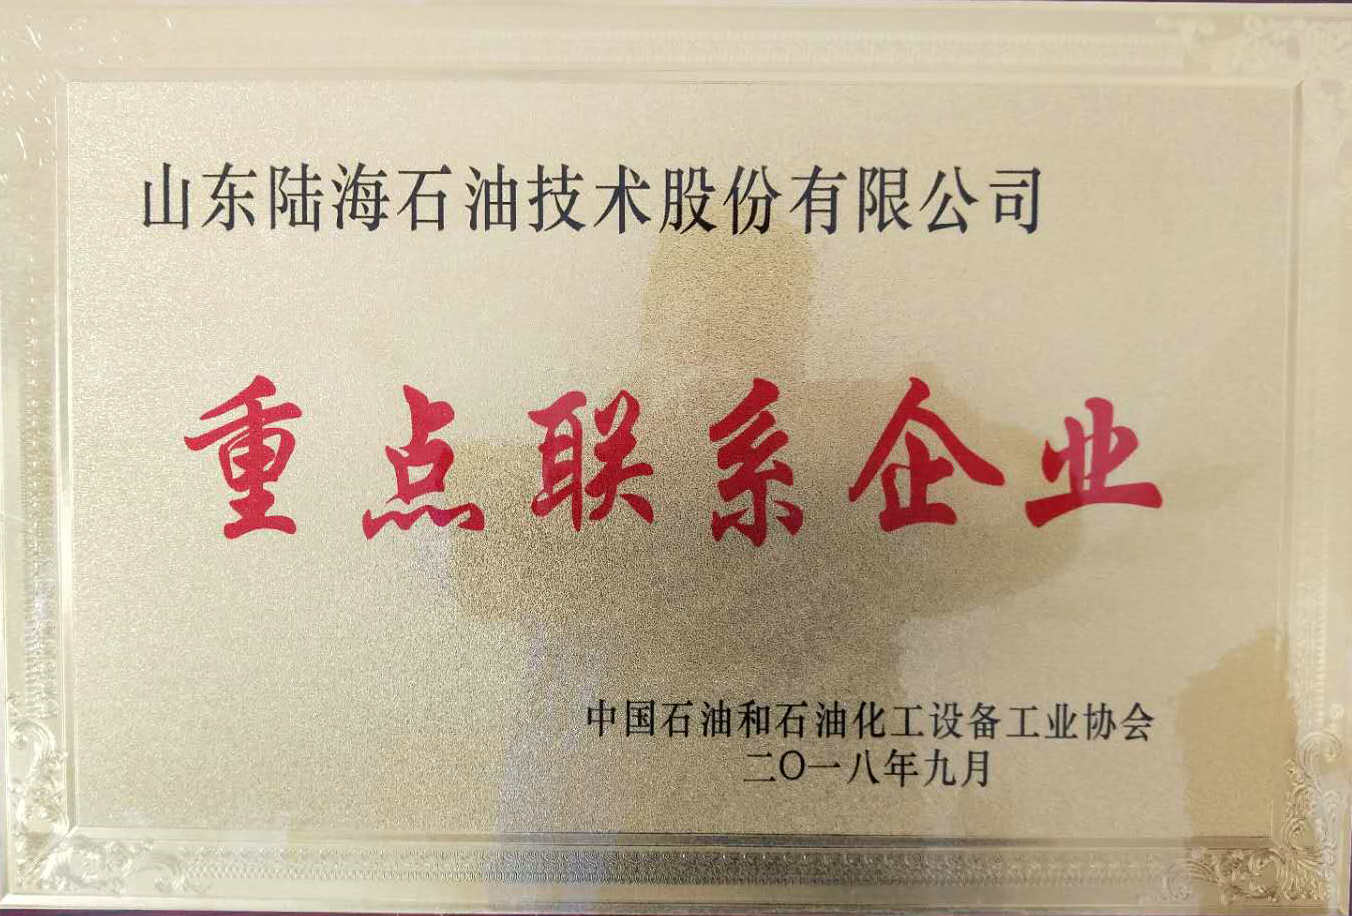 山东陆海石油技术股份有限公司
重点联系企业
中国石油和石油化工设备工业协会
二〇一八年九月